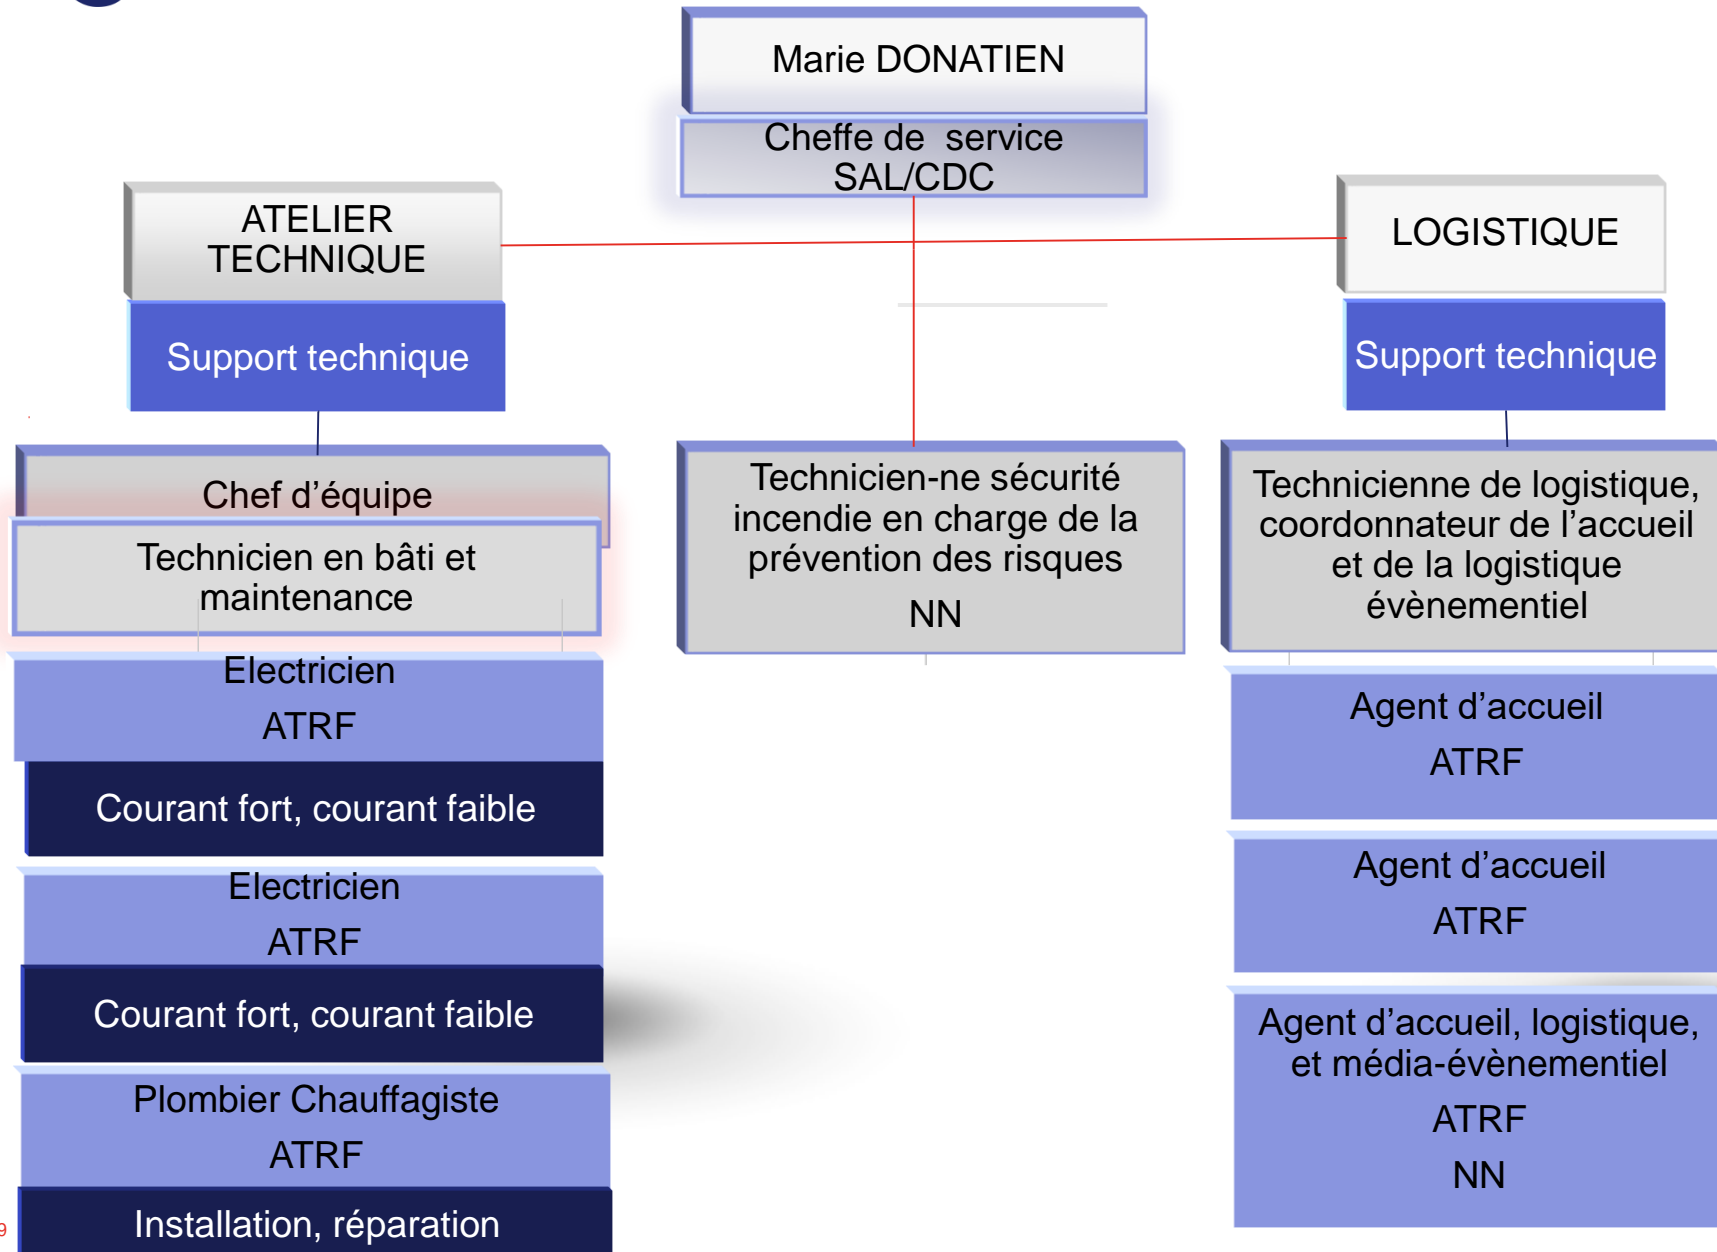 Marie DONATIEN
Cheffe de service
SAL/CDC
ATELIER
TECHNIQUE
Support technique
Chef d’équipe
Technicien en bâti et
maintenance
Electricien
ATRF
Courant fort, courant faible
Electricien
ATRF
Courant fort, courant faible
Plombier Chauffagiste
ATRF
Installation, réparation
Technicien-ne sécurité
incendie en charge de la
prévention des risques
NN
LOGISTIQUE
Support technique
Technicienne de logistique,
coordonnateur de l’accueil
et de la logistique
évènementiel
Agent d’accueil
ATRF
Agent d’accueil
ATRF
Agent d’accueil, logistique,
et média-évènementiel
ATRF
NN
9